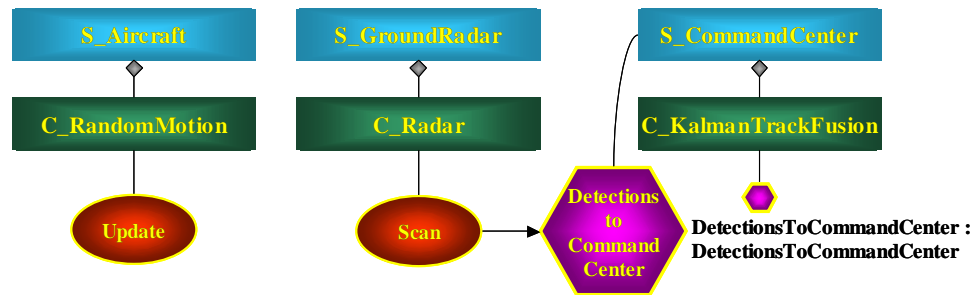 S_Aircraft
S_GroundRadar
S_CommandCenter
C_RandomMotion
C_Radar
C_KalmanTrackFusion
Update
Scan
Detections
to
Command
Center
DetectionsToCommandCenter :
DetectionsToCommandCenter